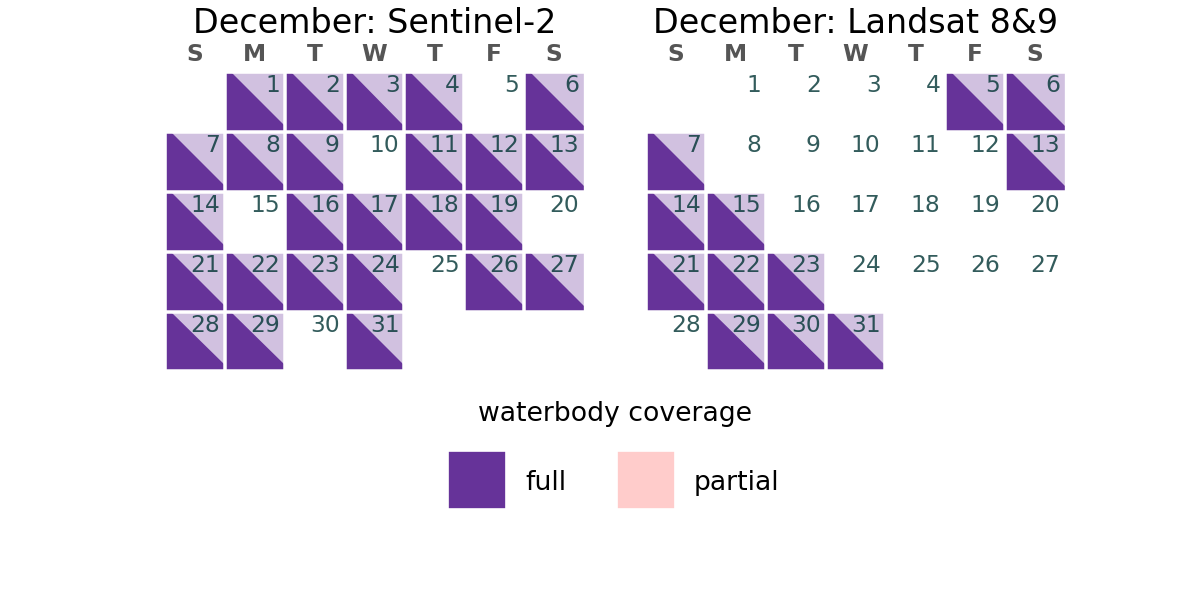 December: Sentinel-2
S M T W T F S
1 2 3 4 5 6
7 8 9 10 11 12 13
14 15 16 17 18 19 20
21 22 23 24 25 26 27
28 29 30 31
December: Landsat 8&9
S M T W T F S
1 2 3 4 5 6
7 8 9 10 11 12 13
14 15 16 17 18 19 20
21 22 23 24 25 26 27
28 29 30 31
waterbody coverage
full partial